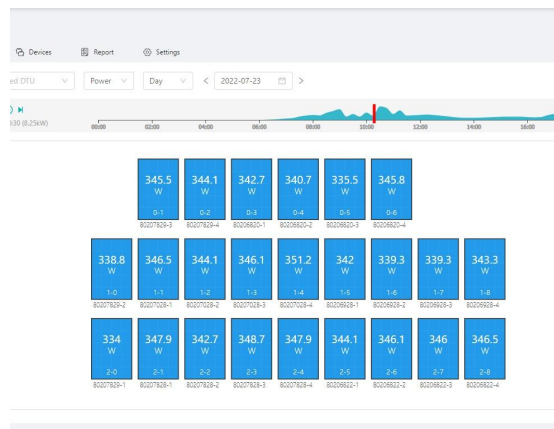 Devices Report Settings
ed DTU Power Day < 2022-07-23 >
h30 (8.25kW)
00:00 02:00 04:00 06:00 08:00 10:00 12:00 14:00 16:00
345.5 344.1 342.7 340.7 335.5 345.8
W W W W W W
0-1 0-2 0-3 0-4 0-5 0-6
80207829-3 80207829-4 80206820-1 80206820-2 80206820-3 80206820-4
338.8 346.5 344.1 346.1 351.2 342 339.3 339.3 343.3
W W W W W W W W W
1-0 1-1 1-2 1-3 1-4 1-5 1-6 1-7 1-8
80207829-2 80207028-1 80207028-2 80207028-3 80207028-4 80206928-1 80206928-2 80206928-3 80206928-4
334 347.9 342.7 348.7 347.9 344.1 346.1 346 346.5
W W W W W W W W W
2-0 2-1 2-2 2-3 2-4 2-5 2-6 2-7 2-8
80207829-1 80207828-1 80207828-2 80207828-3 80207828-4 80206822-1 80206822-2 80206822-3 80206822-4